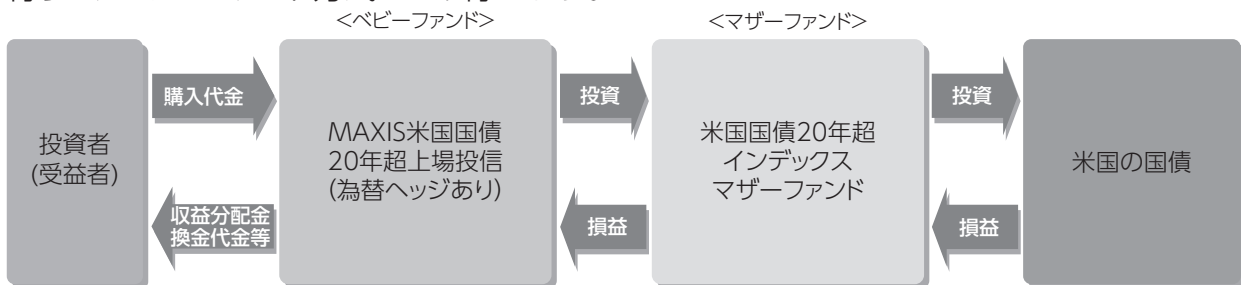 <ベビーファンド>
<マザーファンド>
投資者
(受益者)
購入代金
収益分配金
換金代金等
MAXIS米国国債
20年超上場投信
(為替ヘッジあり)
投資
損益
米国国債20年超
インデックス
マザーファンド
投資
損益
米国の国債